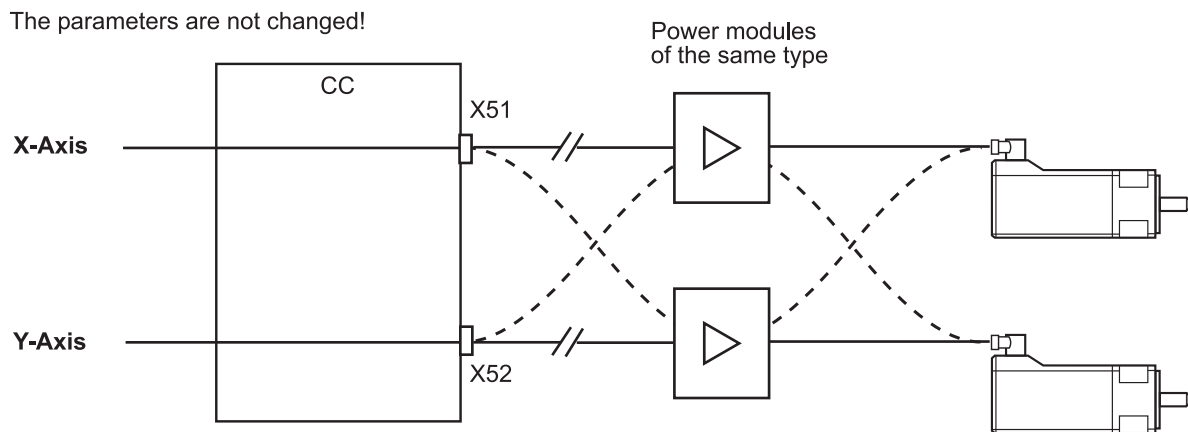 The parameters are not changed!
Power modules
of the same type
CC
X51
X-Axis
Y-Axis
X52